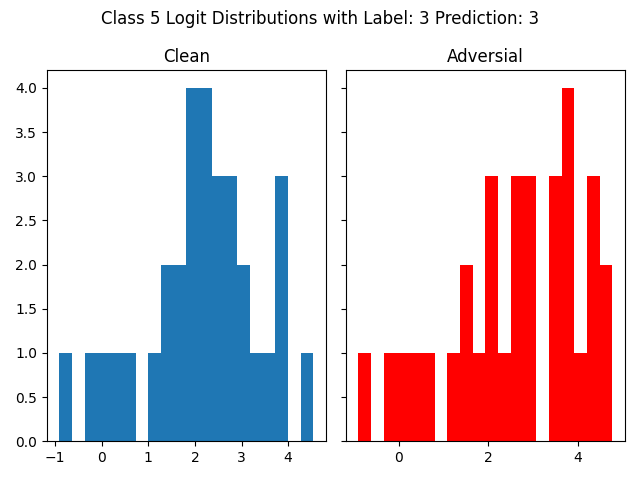 Class 5 Logit Distributions with Label: 3 Prediction: 3
Clean
Adversial
4.0
3.5
3.0
2.5
2.0
1.5
1.0
0.5
0.0
−1 0 1 2 3 4
0 2 4